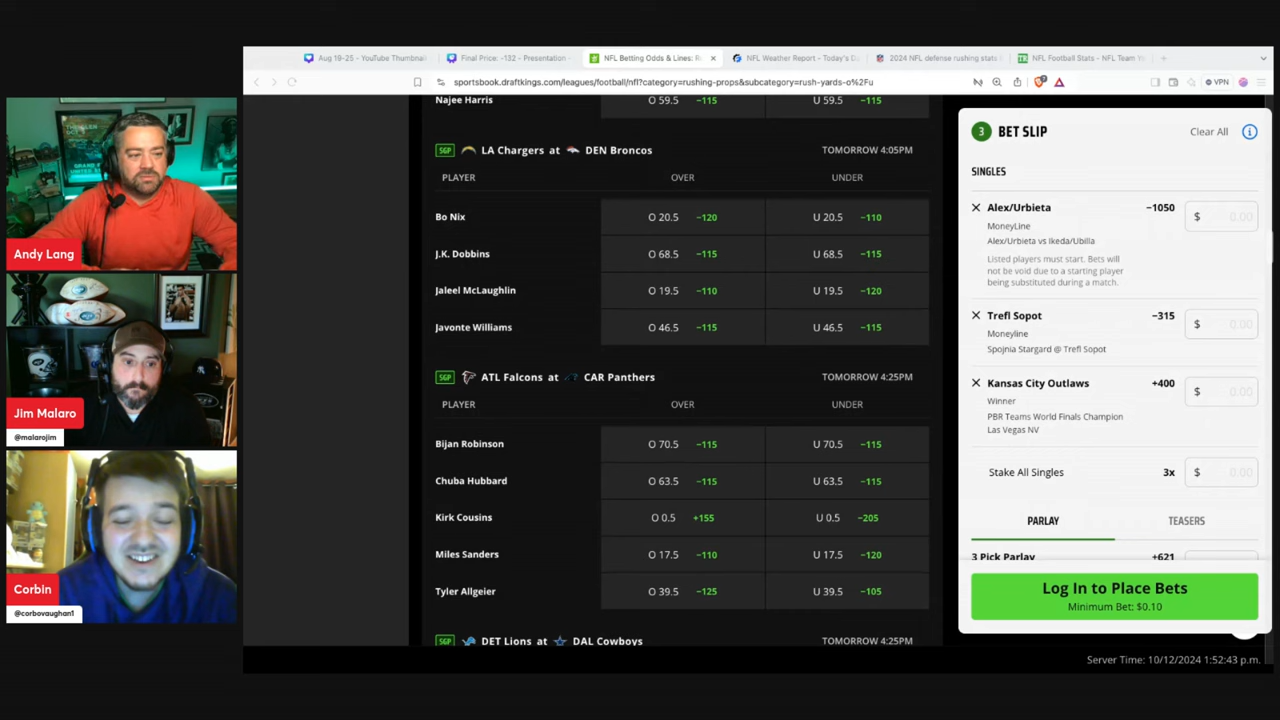 Aug 19-25 - YouTube Thumbnai
Final Price: -132 - Presentation -
NFL Betting Odds & Lines: R
NFL Weather Report - Today's D
2024 NFL defense rushing stats
NFL Football Stats - NFL Team Y
sportsbook.draftkings.com/leagues/football/nfl?category=rushing-props&subcategory=rush-yards-o%2Fu
VPN
Najee Harris O 59.5 −115 U 59.5 −115
SGP LA Chargers at DEN Broncos TOMORROW 4:05PM
PLAYER OVER UNDER
Bo Nix O 20.5 −120 U 20.5 −110
J.K. Dobbins O 68.5 −115 U 68.5 −115
Jaleel McLaughlin O 19.5 −110 U 19.5 −120
Javonte Williams O 46.5 −115 U 46.5 −115
SGP ATL Falcons at CAR Panthers TOMORROW 4:25PM
PLAYER OVER UNDER
Bijan Robinson O 70.5 −115 U 70.5 −115
Chuba Hubbard O 63.5 −115 U 63.5 −115
Kirk Cousins O 0.5 +155 U 0.5 −205
Miles Sanders O 17.5 −110 U 17.5 −120
Tyler Allgeier O 39.5 −125 U 39.5 −105
SGP DET Lions at DAL Cowboys TOMORROW 4:25PM
3 BET SLIP Clear All
SINGLES
Alex/Urbieta −1050 $ 0.00
MoneyLine
Alex/Urbieta vs Ikeda/Ubilla
Listed players must start. Bets will
not be void due to a starting player
being substituted during a match.
Trefl Sopot −315 $ 0.00
Moneyline
Spojnia Stargard @ Trefl Sopot
Kansas City Outlaws +400 $ 0.00
Winner
PBR Teams World Finals Champion
Las Vegas NV
Stake All Singles 3x $ 0.00
PARLAY TEASERS
3 Pick Parlay +621
Log In to Place Bets
Minimum Bet: $0.10
Server Time: 10/12/2024 1:52:43 p.m.
Andy Lang
Jim Malaro
@malarojim
Corbin
@corbovaughan1